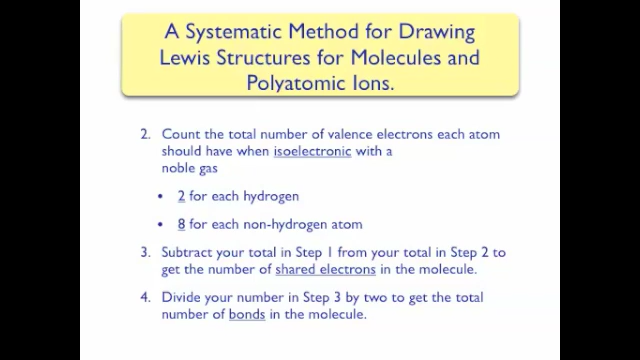 A Systematic Method for Drawing
Lewis Structures for Molecules and
Polyatomic Ions.
2. Count the total number of valence electrons each atom
should have when isoelectronic with a
noble gas
• 2 for each hydrogen
• 8 for each non-hydrogen atom
3. Subtract your total in Step 1 from your total in Step 2 to
get the number of shared electrons in the molecule.
4. Divide your number in Step 3 by two to get the total
number of bonds in the molecule.